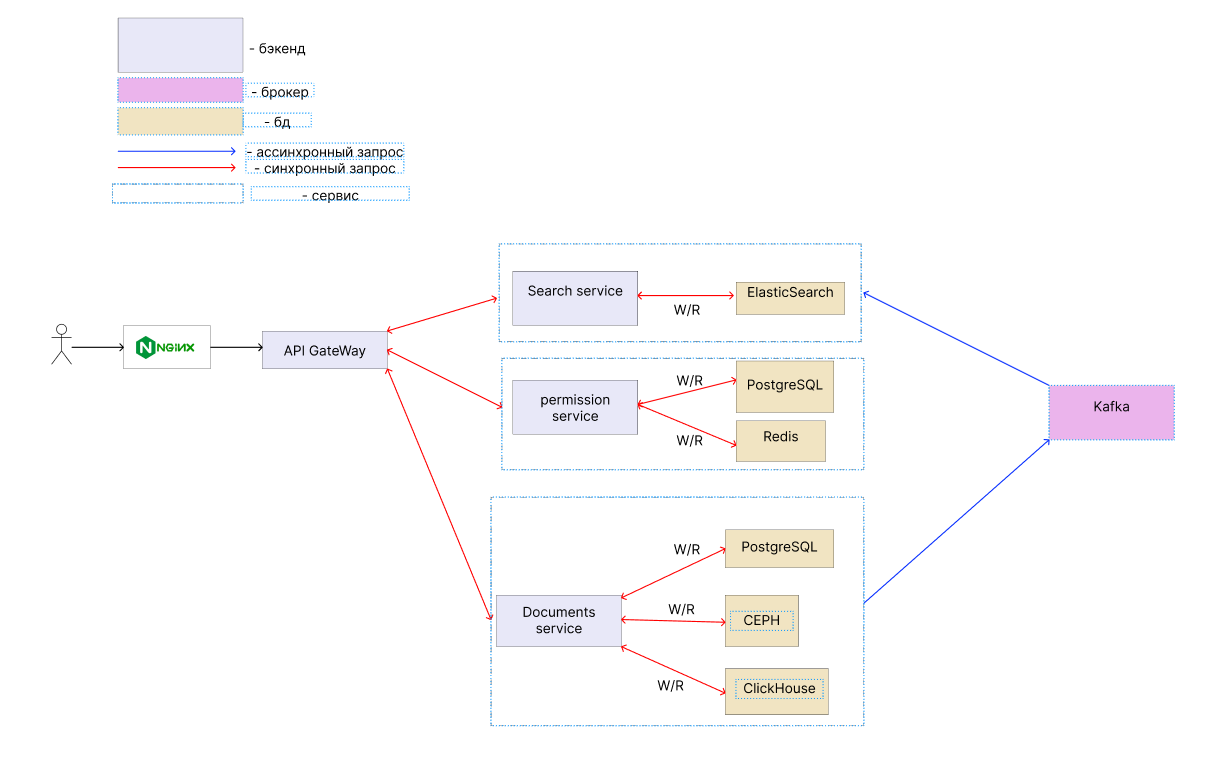 - бэкенд
- брокер
- бд
- ассинхронный запрос
- синхронный запрос
- сервис
Search service
W/R
ElasticSearch
NGINX
API GateWay
permission
service
W/R
W/R
PostgreSQL
Redis
Kafka
Documents
service
W/R
W/R
W/R
PostgreSQL
CEPH
ClickHouse